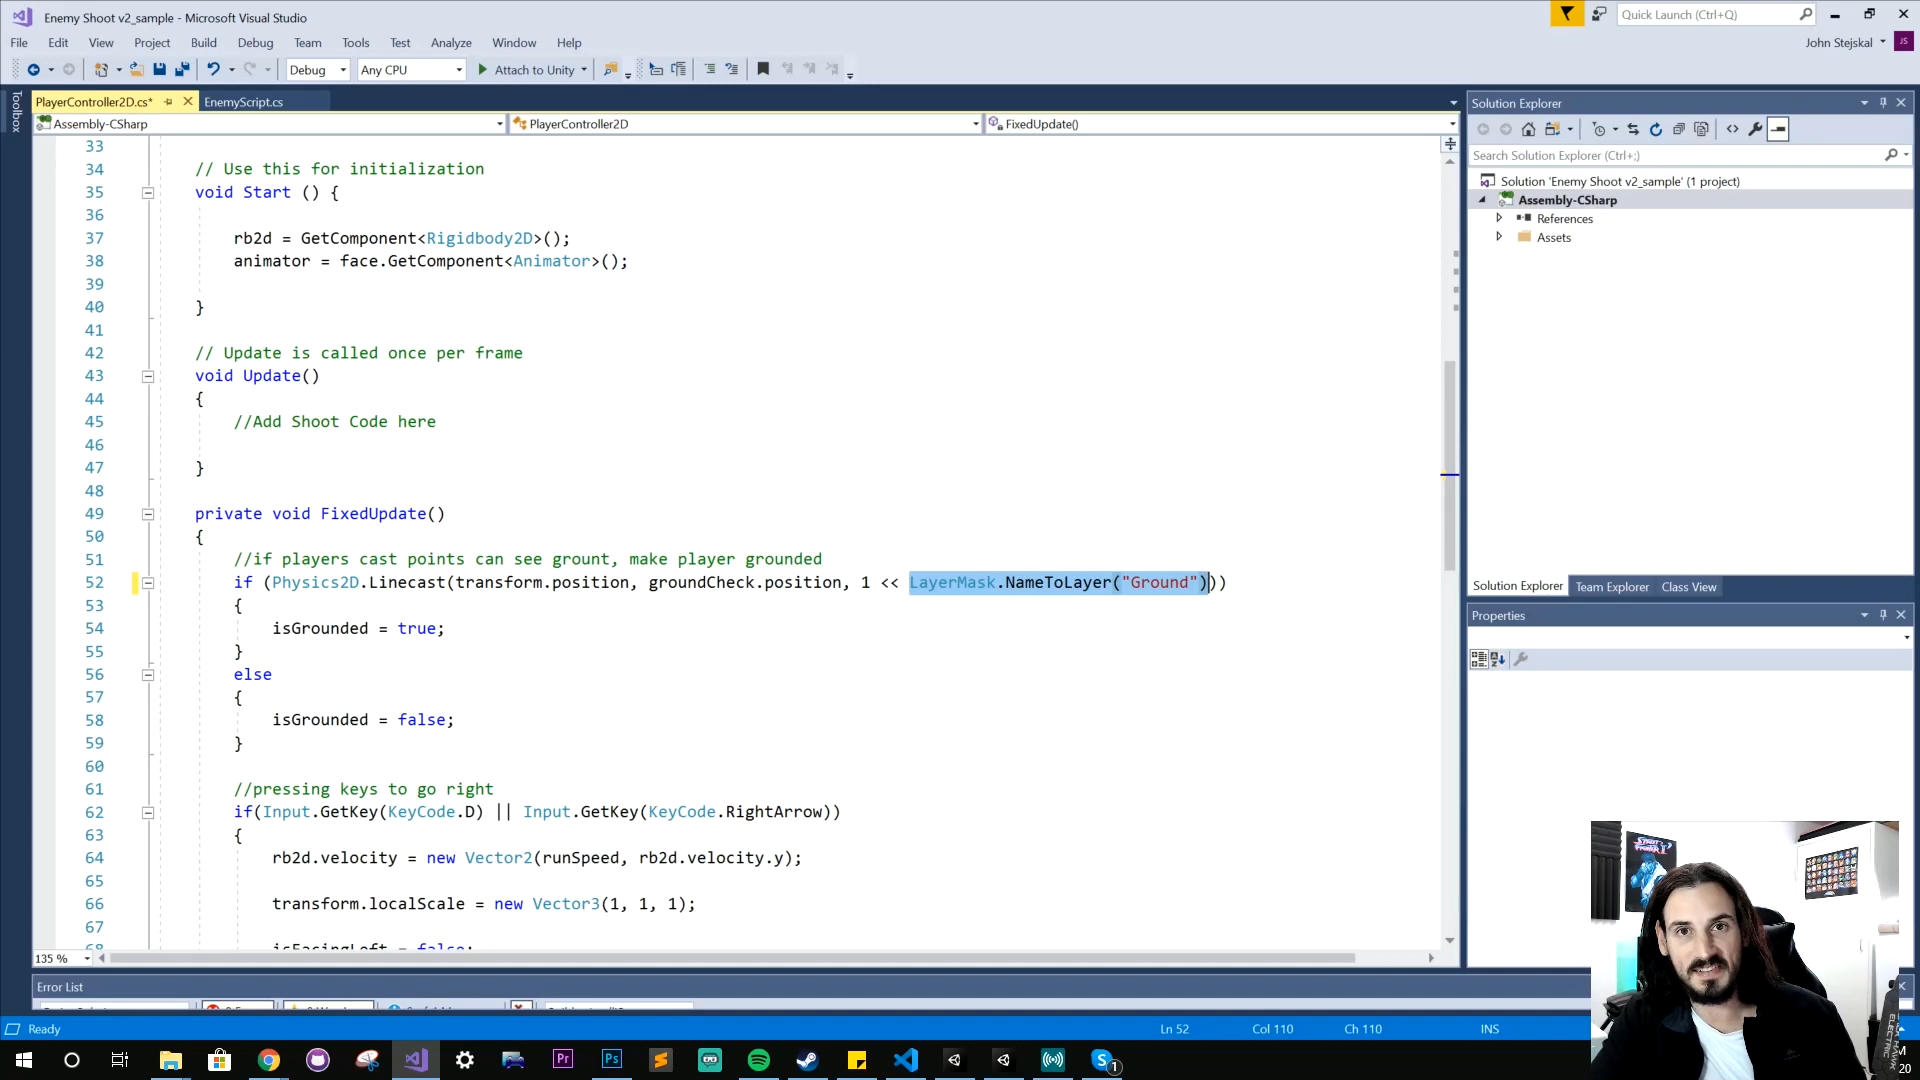 Enemy Shoot v2_sample - Microsoft Visual Studio
Quick Launch (Ctrl+Q)
File Edit View Project Build Debug Team Tools Test Analyze Window Help
John Stejskal JS
Debug Any CPU Attach to Unity
Toolbox
PlayerController2D.cs* EnemyScript.cs
Assembly-CSharp PlayerController2D FixedUpdate()
33
34 // Use this for initialization
35 void Start () {
36
37 rb2d = GetComponent<Rigidbody2D>();
38 animator = face.GetComponent<Animator>();
39
40 }
41
42 // Update is called once per frame
43 void Update()
44 {
45 //Add Shoot Code here
46
47 }
48
49 private void FixedUpdate()
50 {
51 //if players cast points can see grount, make player grounded
52 if (Physics2D.Linecast(transform.position, groundCheck.position, 1 << LayerMask.NameToLayer("Ground")))
53 {
54 isGrounded = true;
55 }
56 else
57 {
58 isGrounded = false;
59 }
60
61 //pressing keys to go right
62 if(Input.GetKey(KeyCode.D) || Input.GetKey(KeyCode.RightArrow))
63 {
64 rb2d.velocity = new Vector2(runSpeed, rb2d.velocity.y);
65
66 transform.localScale = new Vector3(1, 1, 1);
67
68 isFacingLeft = false;
135 %
Error List
Ready Ln 52 Col 110 Ch 110 INS
Solution Explorer
Search Solution Explorer (Ctrl+;)
Solution 'Enemy Shoot v2_sample' (1 project)
Assembly-CSharp
References
Assets
Solution Explorer Team Explorer Class View
Properties
Pr Ps S 1
ELECTRIC